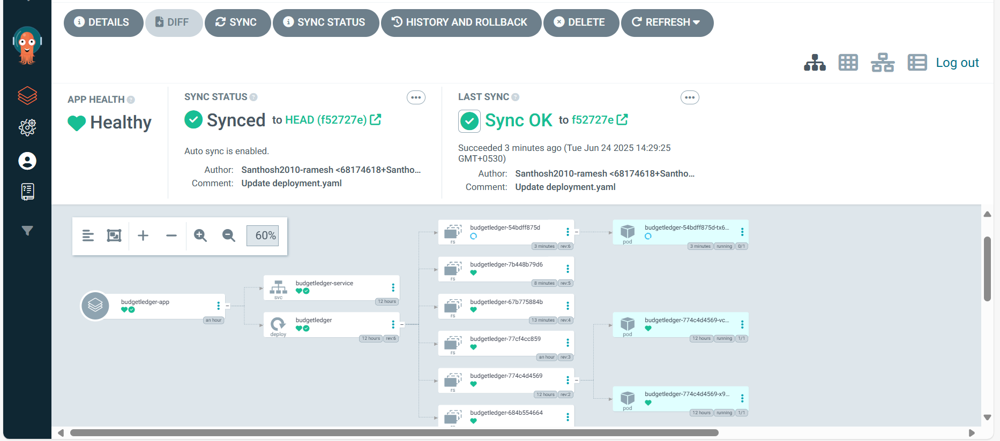 DETAILS
DIFF
SYNC
SYNC STATUS
HISTORY AND ROLLBACK
DELETE
REFRESH
Log out
APP HEALTH
Healthy
SYNC STATUS
Synced to HEAD (f52727e)
Auto sync is enabled.
Author: Santhosh2010-ramesh <68174618+Santho...
Comment: Update deployment.yaml
LAST SYNC
Sync OK to f52727e
Succeeded 3 minutes ago (Tue Jun 24 2025 14:29:25
GMT+0530)
Author: Santhosh2010-ramesh <68174618+Santho...
Comment: Update deployment.yaml
60%
budgetledger-app
an hour
svc
budgetledger-service
12 hours
deploy
budgetledger
12 hours rev:6
rs
budgetledger-54bdff875d
3 minutes rev:6
rs
budgetledger-7b448b79d6
8 minutes rev:5
rs
budgetledger-67b775884b
13 minutes rev:4
rs
budgetledger-77cf4cc859
an hour rev:3
rs
budgetledger-774c4d4569
12 hours rev:2
budgetledger-684b554664
pod
budgetledger-54bdff875d-tx6...
3 minutes running 0/1
pod
budgetledger-774c4d4569-vc...
12 hours running 1/1
pod
budgetledger-774c4d4569-x9...
12 hours running 1/1